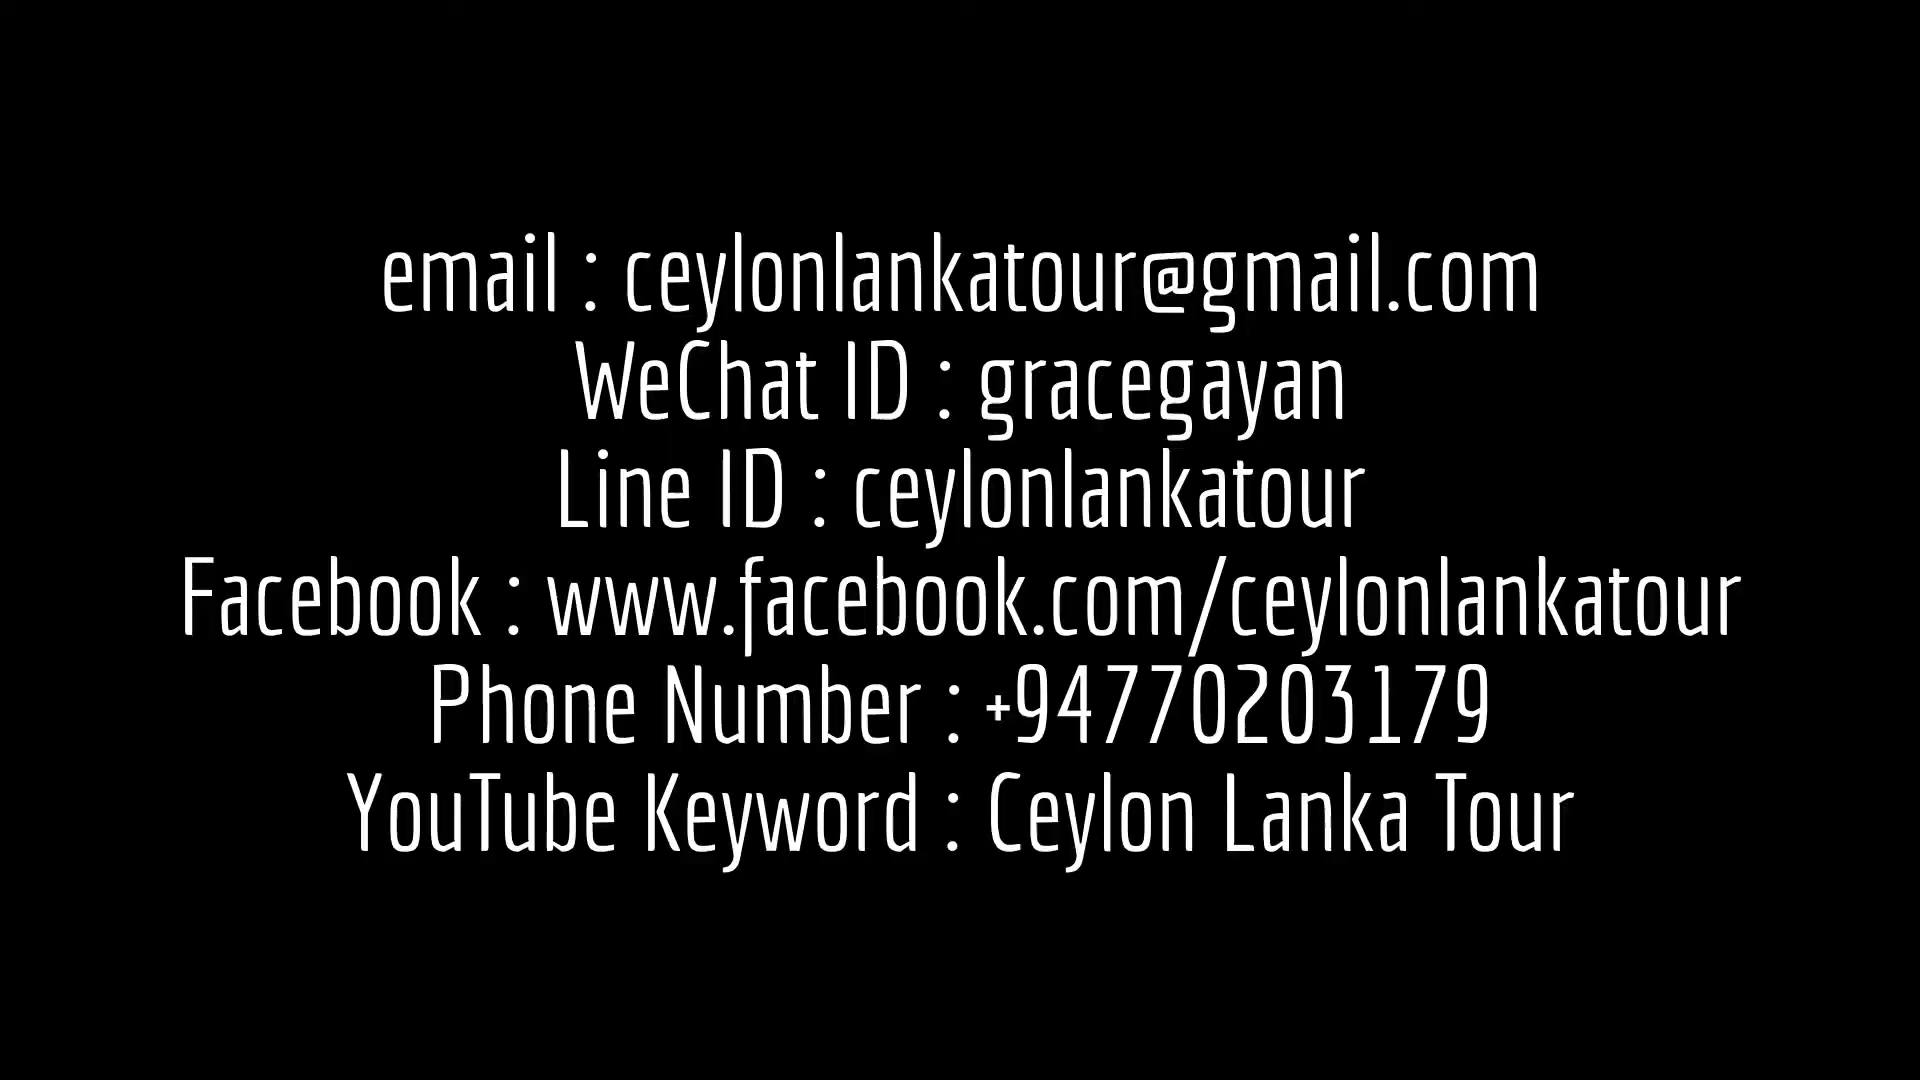 email : ceylonlankatour@gmail.com
WeChat ID : gracegayan
Line ID : ceylonlankatour
Facebook : www.facebook.com/ceylonlankatour
Phone Number : +94770203179
YouTube Keyword : Ceylon Lanka Tour